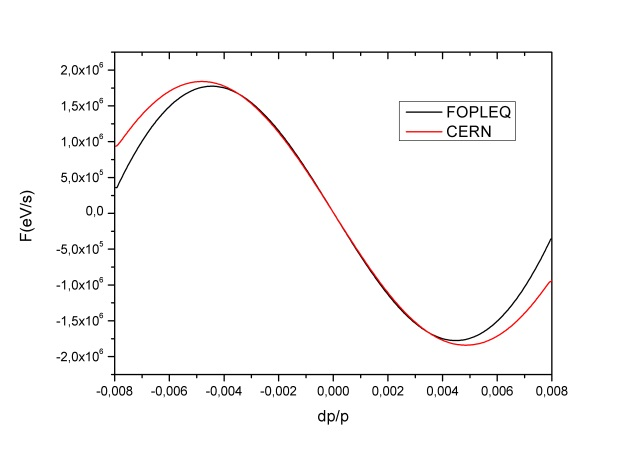 FOPLEQ
CERN
F(eV/s)
2,0x10⁶
1,5x10⁶
1,0x10⁶
5,0x10⁵
0,0
-5,0x10⁵
-1,0x10⁶
-1,5x10⁶
-2,0x10⁶
-0,008 -0,006 -0,004 -0,002 0,000 0,002 0,004 0,006 0,008
dp/p